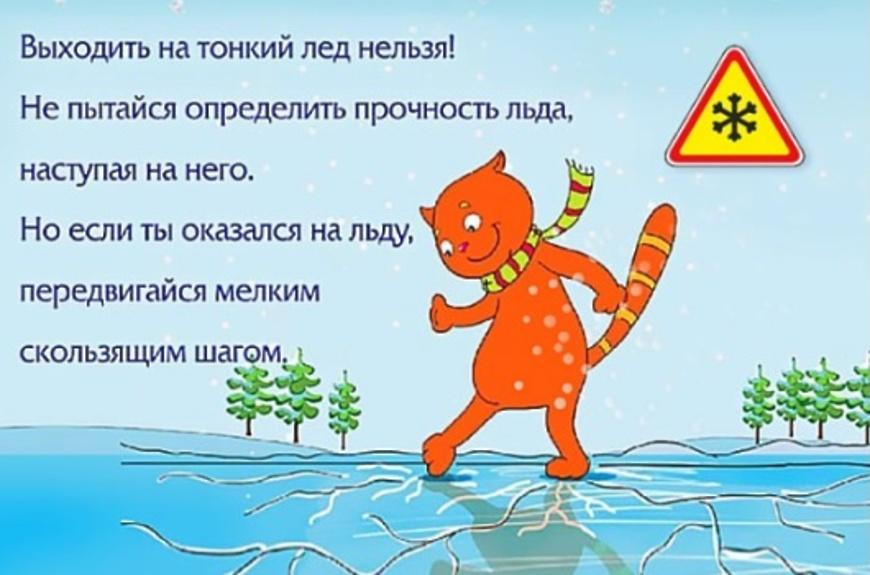 Выходить на тонкий лед нельзя!
Не пытайся определить прочность льда,
наступая на него.
Но если ты оказался на льду,
передвигайся мелким
скользящим шагом.